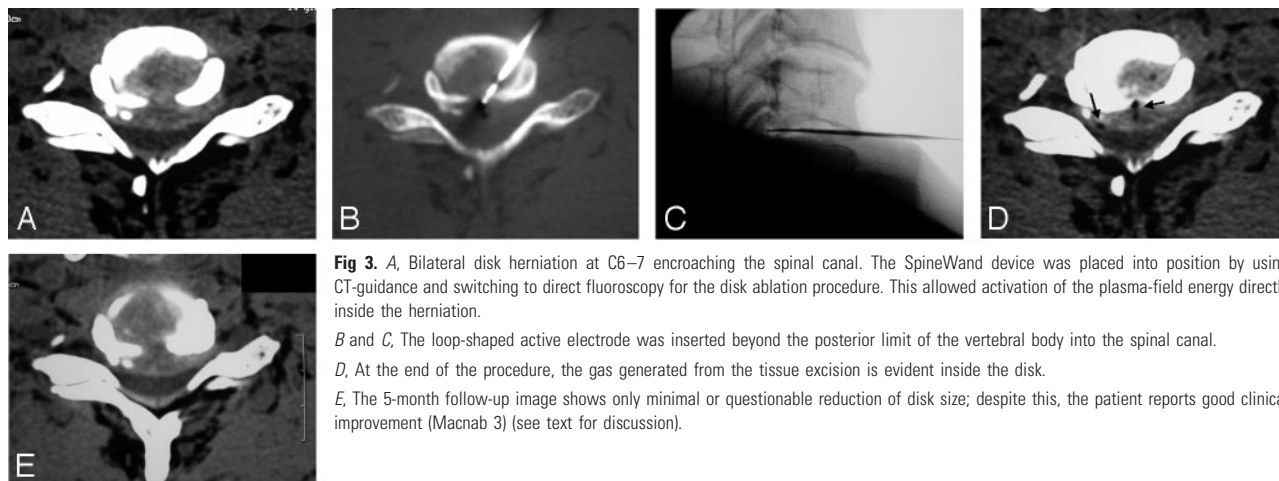 A
B
C
D
E
Fig 3. A, Bilateral disk herniation at C6–7 encroaching the spinal canal. The SpineWand device was placed into position by
CT-guidance and switching to direct fluoroscopy for the disk ablation procedure. This allowed activation of the plasma-field energy
inside the herniation.
B and C, The loop-shaped active electrode was inserted beyond the posterior limit of the vertebral body into the spinal canal.
D, At the end of the procedure, the gas generated from the tissue excision is evident inside the disk.
E, The 5-month follow-up image shows only minimal or questionable reduction of disk size; despite this, the patient reports good
improvement (Macnab 3) (see text for discussion).